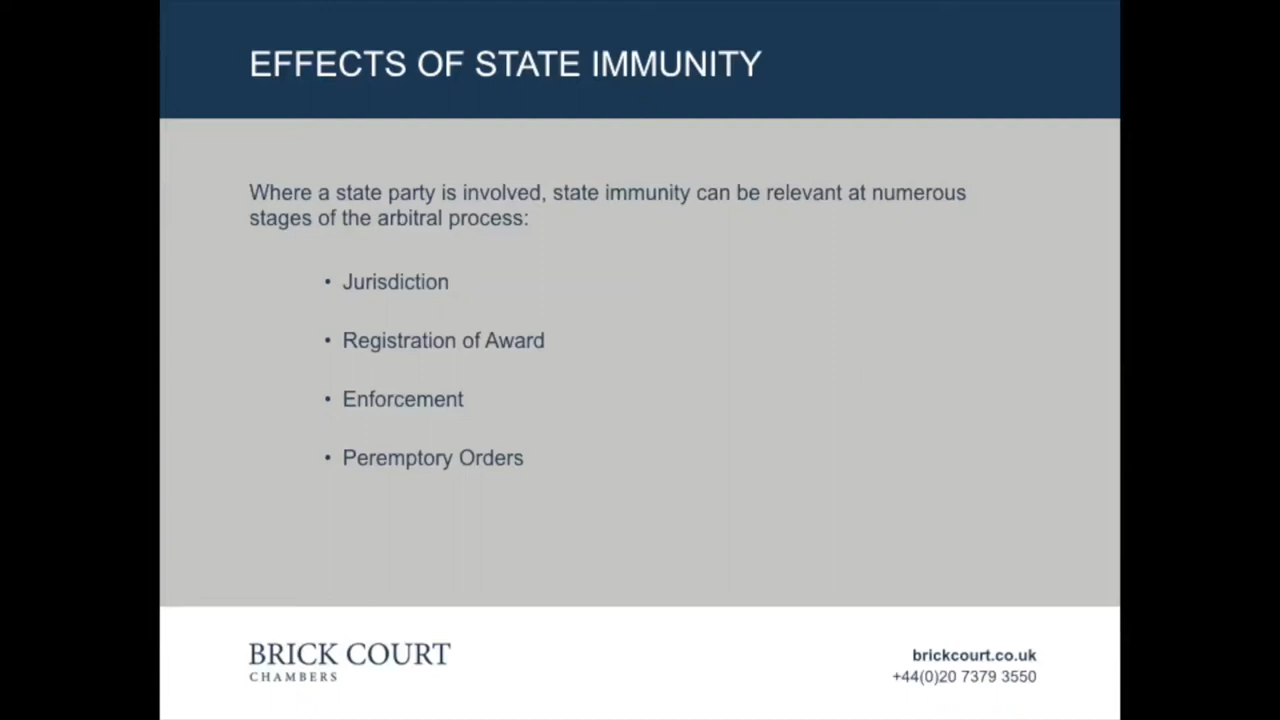 EFFECTS OF STATE IMMUNITY
Where a state party is involved, state immunity can be relevant at numerous
stages of the arbitral process:
• Jurisdiction
• Registration of Award
• Enforcement
• Peremptory Orders
BRICK COURT
CHAMBERS
brickcourt.co.uk
+44(0)20 7379 3550